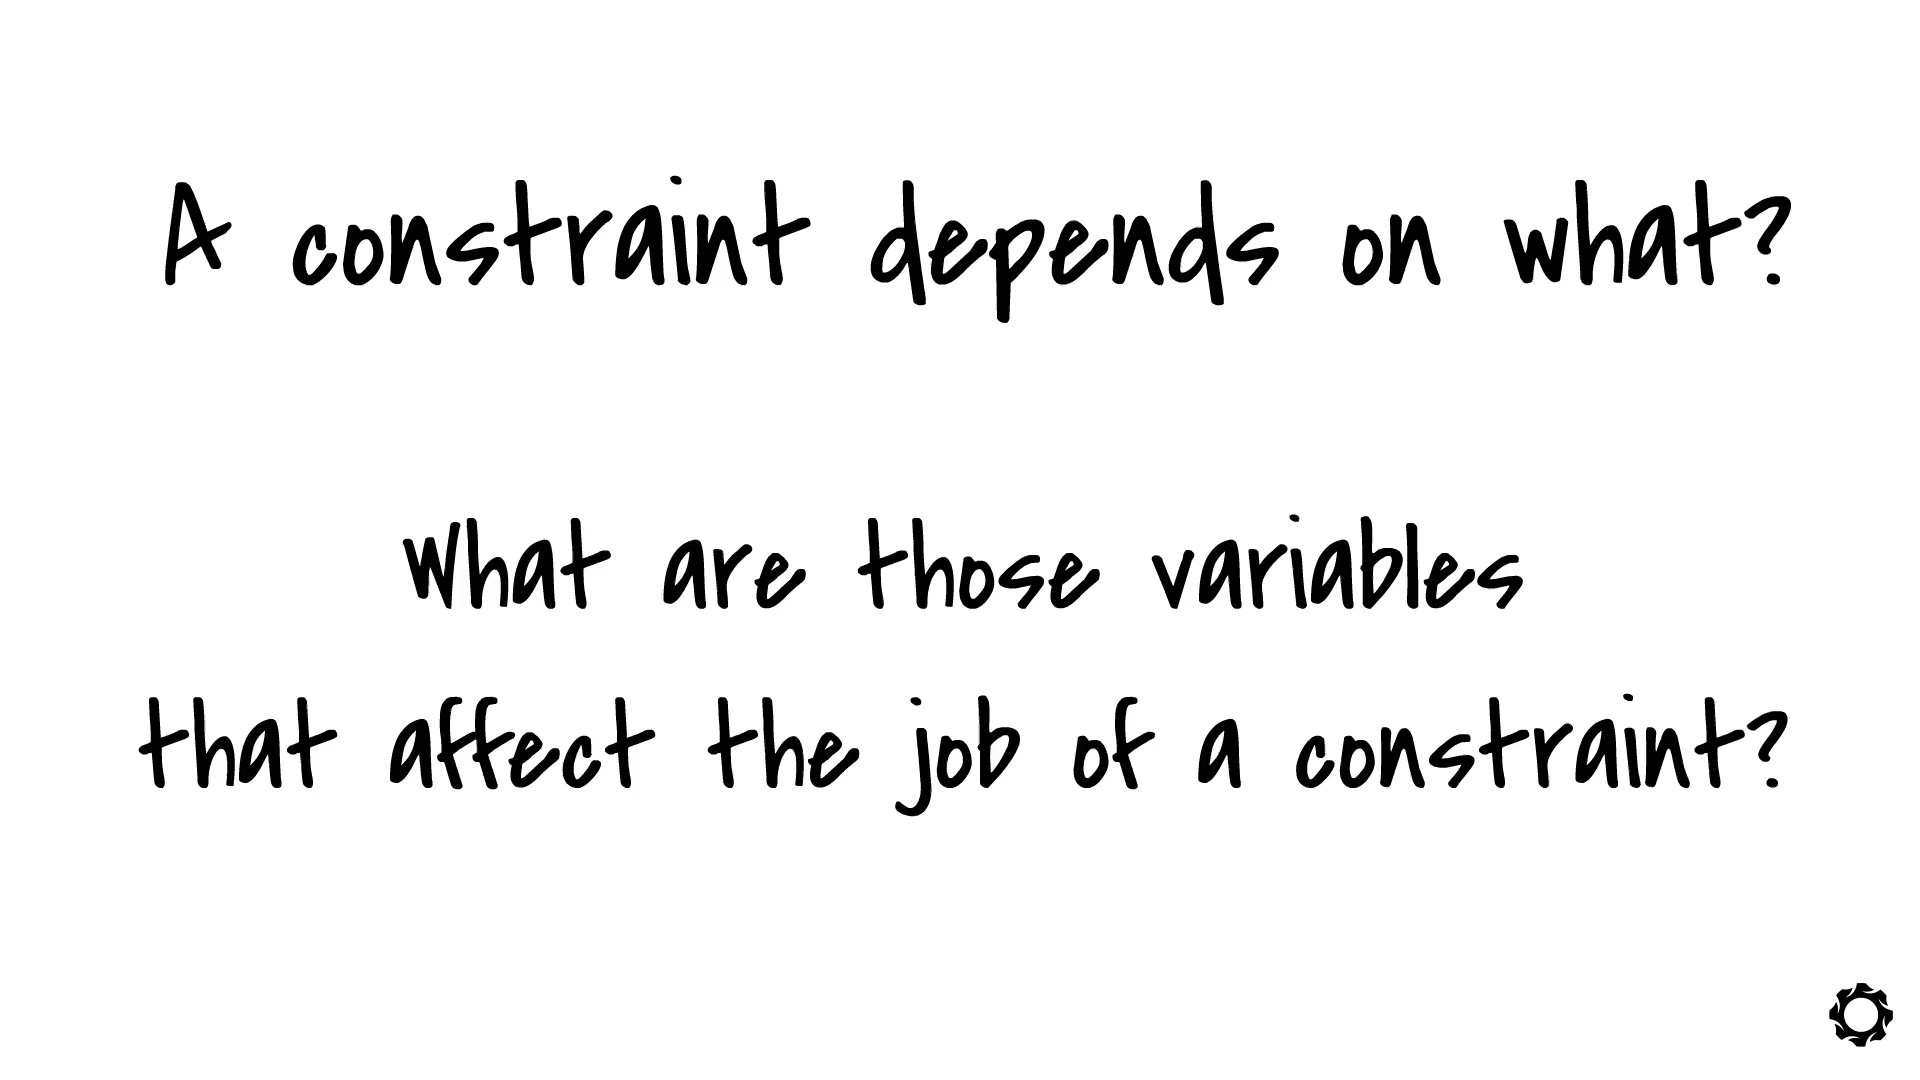 A constraint depends on what?
What are those variables
that affect the job of a constraint?